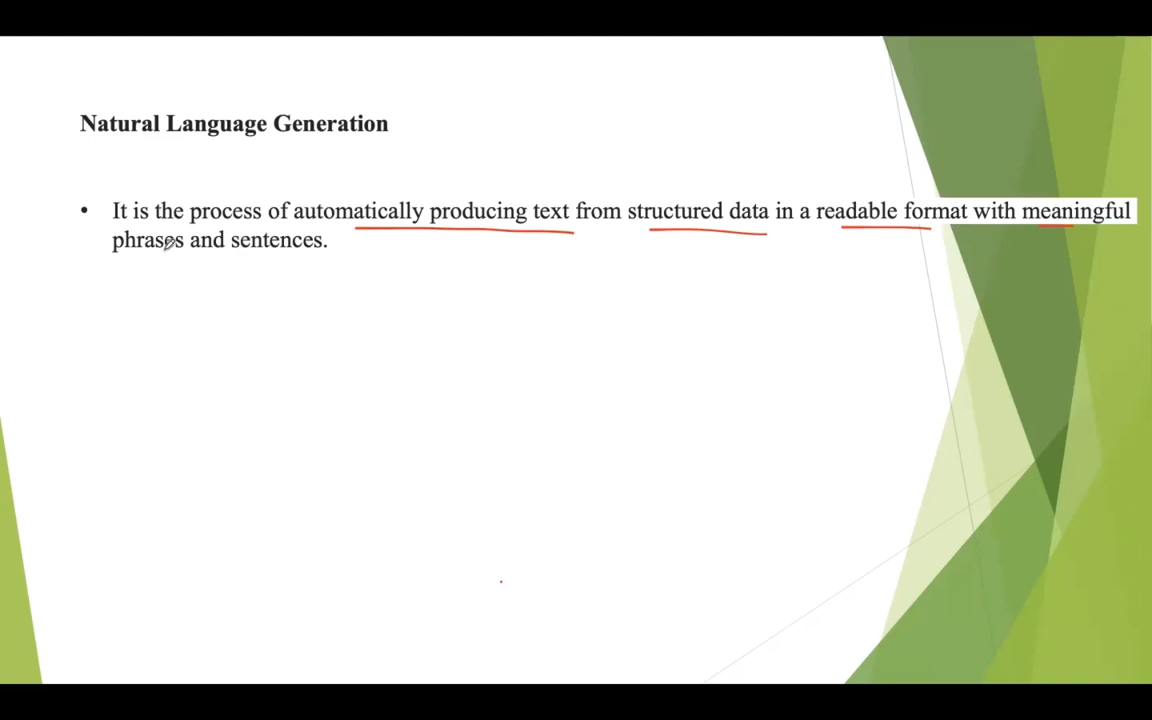 Natural Language Generation
• It is the process of automatically producing text from structured data in a readable format with meaningful
phrases and sentences.